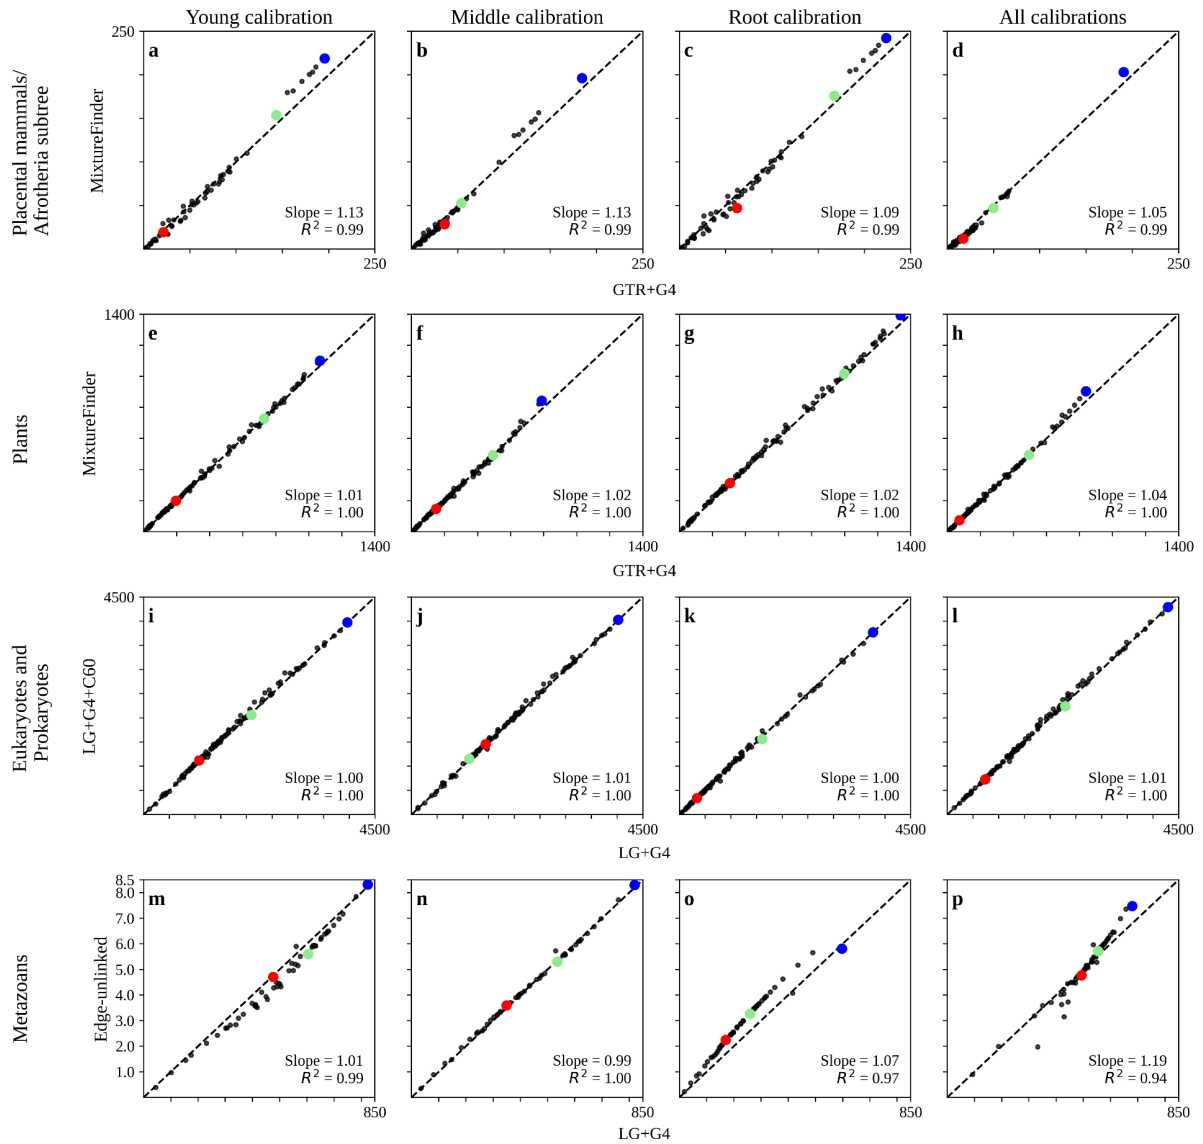 Young calibration
Middle calibration
Root calibration
All calibrations
Placental mammals/
Afrotheria subtree
MixtureFinder
250
a
Slope = 1.13
R² = 0.99
250
b
Slope = 1.13
R² = 0.99
c
Slope = 1.09
R² = 0.99
250
d
Slope = 1.05
R² = 0.99
250
GTR+G4
Plants
MixtureFinder
1400
e
Slope = 1.01
R² = 1.00
1400
f
Slope = 1.02
R² = 1.00
1400
g
Slope = 1.02
R² = 1.00
1400
h
Slope = 1.04
R² = 1.00
1400
GTR+G4
Eukaryotes and
Prokaryotes
LG+G4+C60
4500
i
Slope = 1.00
R² = 1.00
4500
j
Slope = 1.01
R² = 1.00
4500
k
Slope = 1.00
R² = 1.00
4500
l
Slope = 1.01
R² = 1.00
4500
LG+G4
Metazoans
Edge-unlinked
8.5
8.0
7.0
6.0
5.0
4.0
3.0
2.0
1.0
m
Slope = 1.01
R² = 0.99
850
n
Slope = 0.99
R² = 1.00
850
o
Slope = 1.07
R² = 0.97
850
p
Slope = 1.19
R² = 0.94
850
LG+G4